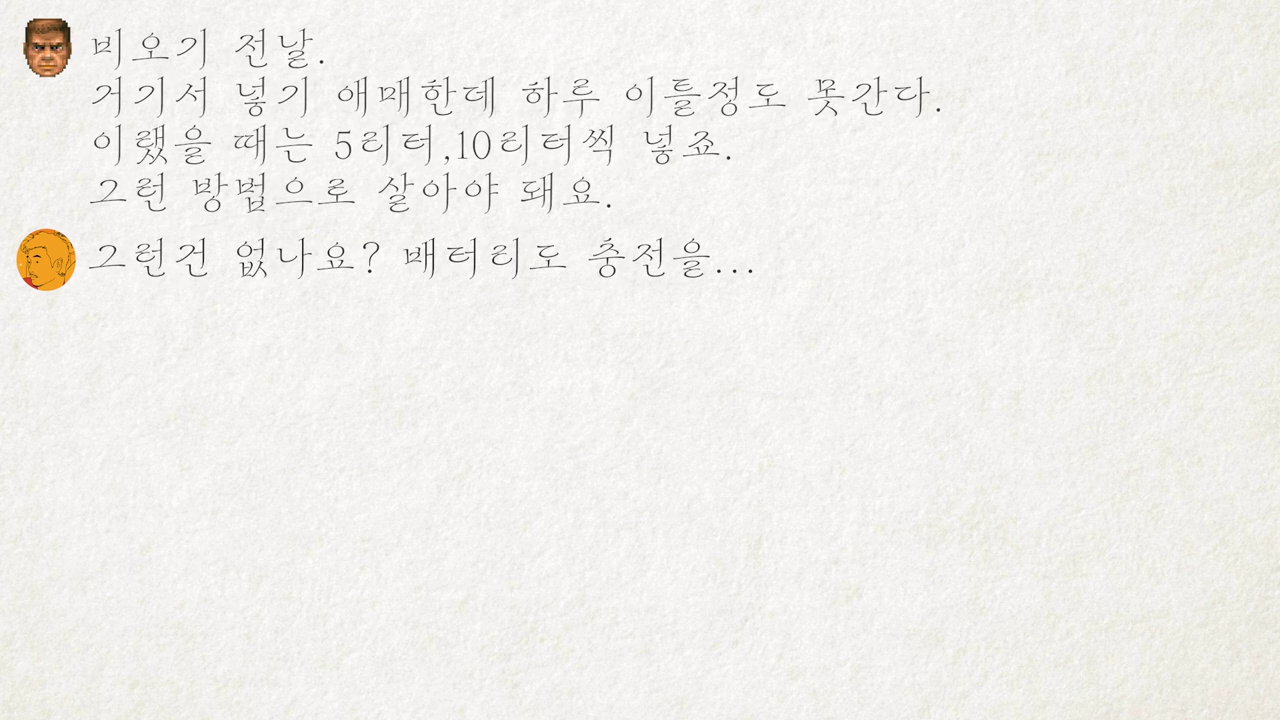 비오기 전날.
거기서 넣기 애매한데 하루 이틀정도 못간다.
이랬을 때는 5리터,10리터씩 넣죠.
그런 방법으로 살아야 돼요.
그런건 없나요? 배터리도 충전을...